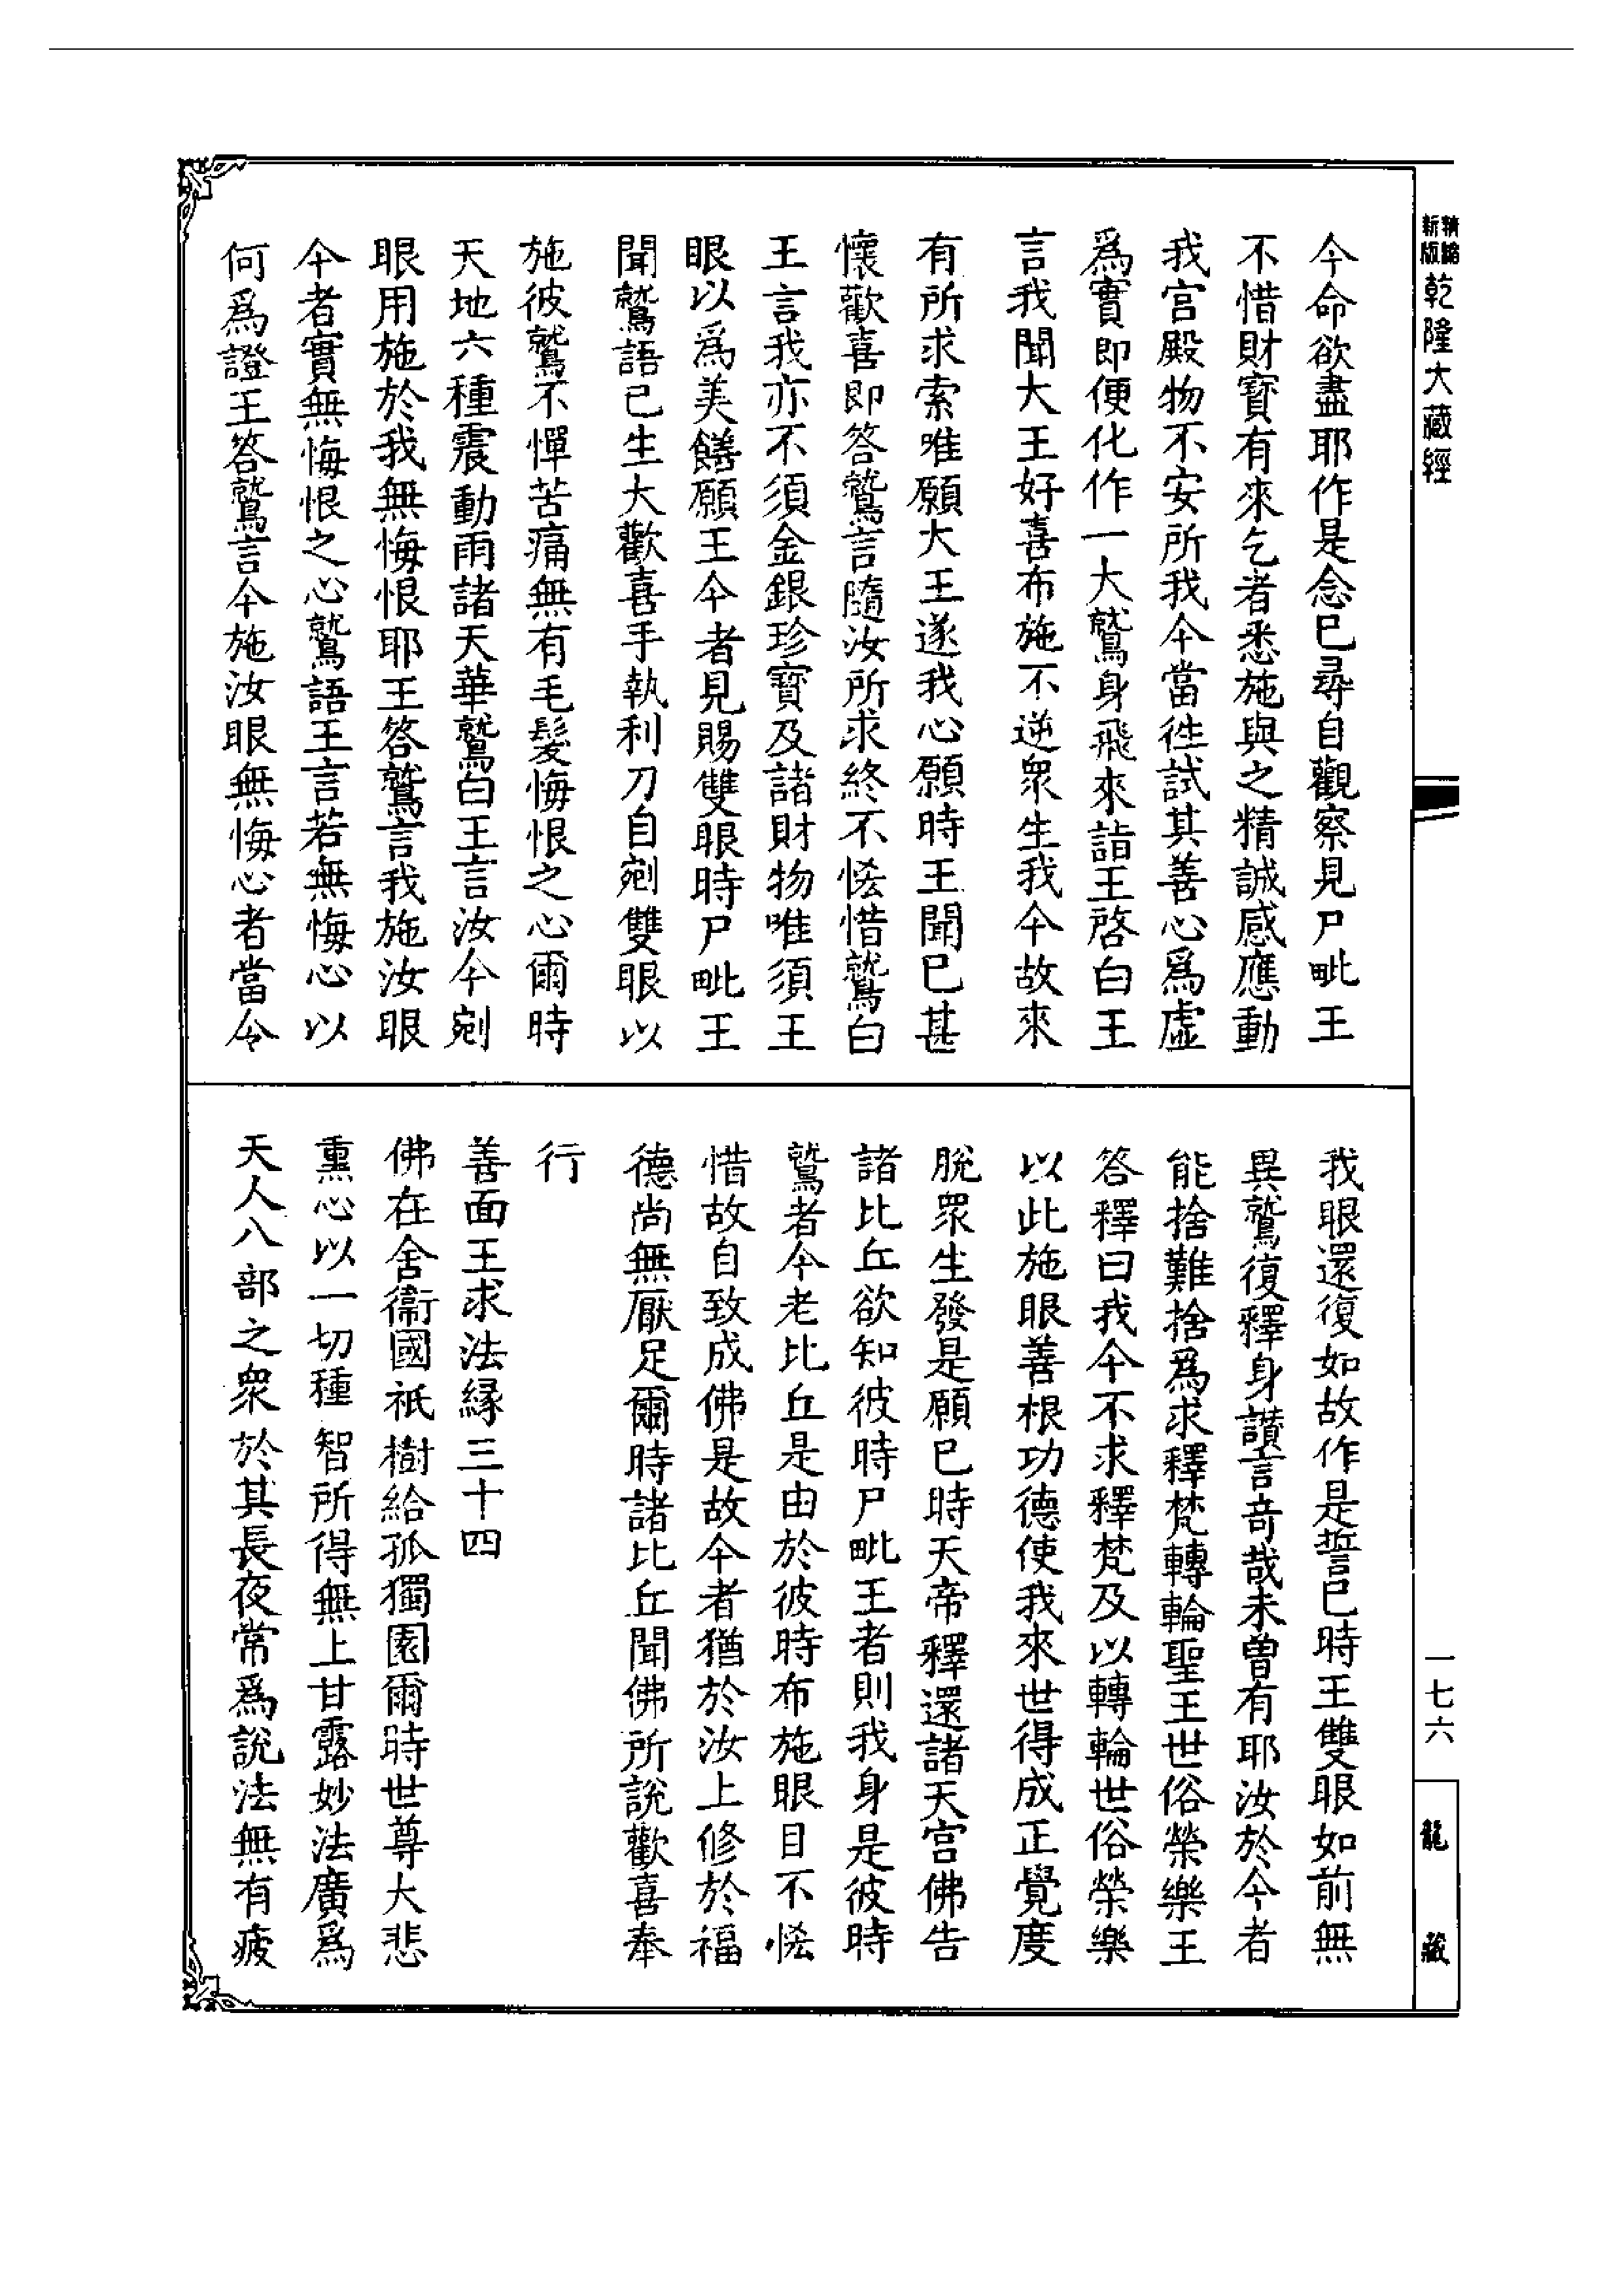 新版 精縮 乾隆大藏經
今命欲盡耶作是念已尋自觀察見尸毗王
不惜財寶有來乞者悉施與之精誠感應動
我宫殿物不安所我今當徃試其善心爲虛
爲實即便化作一大鷲身飛來詣王啓白王
言我聞大王好喜布施不逆衆生我今故來
有所求索唯願大王遂我心願時王聞已甚
懷歡喜即答鷲言隨汝所求終不悋惜鷲白
王言我亦不須金銀珍寶及諸財物唯須王
眼以爲美饍願王今者見賜雙眼時尸毗王
聞鷲語已生大歡喜手執利刀自剜雙眼以
施彼鷲不憚苦痛無有毛髮悔恨之心爾時
天地六種震動雨諸天華鷲白王言汝今剜
眼用施於我無悔恨耶王答鷲言我施汝眼
今者實無悔恨之心鷲語王言若無悔心以
何爲證王答鷲言今施汝眼無悔心者當令
我眼還復如故作是誓已時王雙眼如前無
異鷲復釋身讃言奇哉未曾有耶汝於今者
能捨難捨爲求釋梵轉輪聖王世俗榮樂王
答釋曰我今不求釋梵及以轉輪世俗榮樂
以此施眼善根功德使我來世得成正覺度
脫衆生發是願已時天帝釋還諸天宫佛告
諸比丘欲知彼時尸毗王者則我身是彼時
鷲者今老比丘是由於彼時布施眼目不悋
惜故自致成佛是故今者猶於汝上修於福
德尚無厭足爾時諸比丘聞佛所說歡喜奉
行
善面王求法緣三十四
佛在舍衞國祇樹給孤獨園爾時世尊大悲
熏心以一切種智所得無上甘露妙法廣爲
天人八部之衆於其長夜常爲說法無有疲
一七六
龍藏